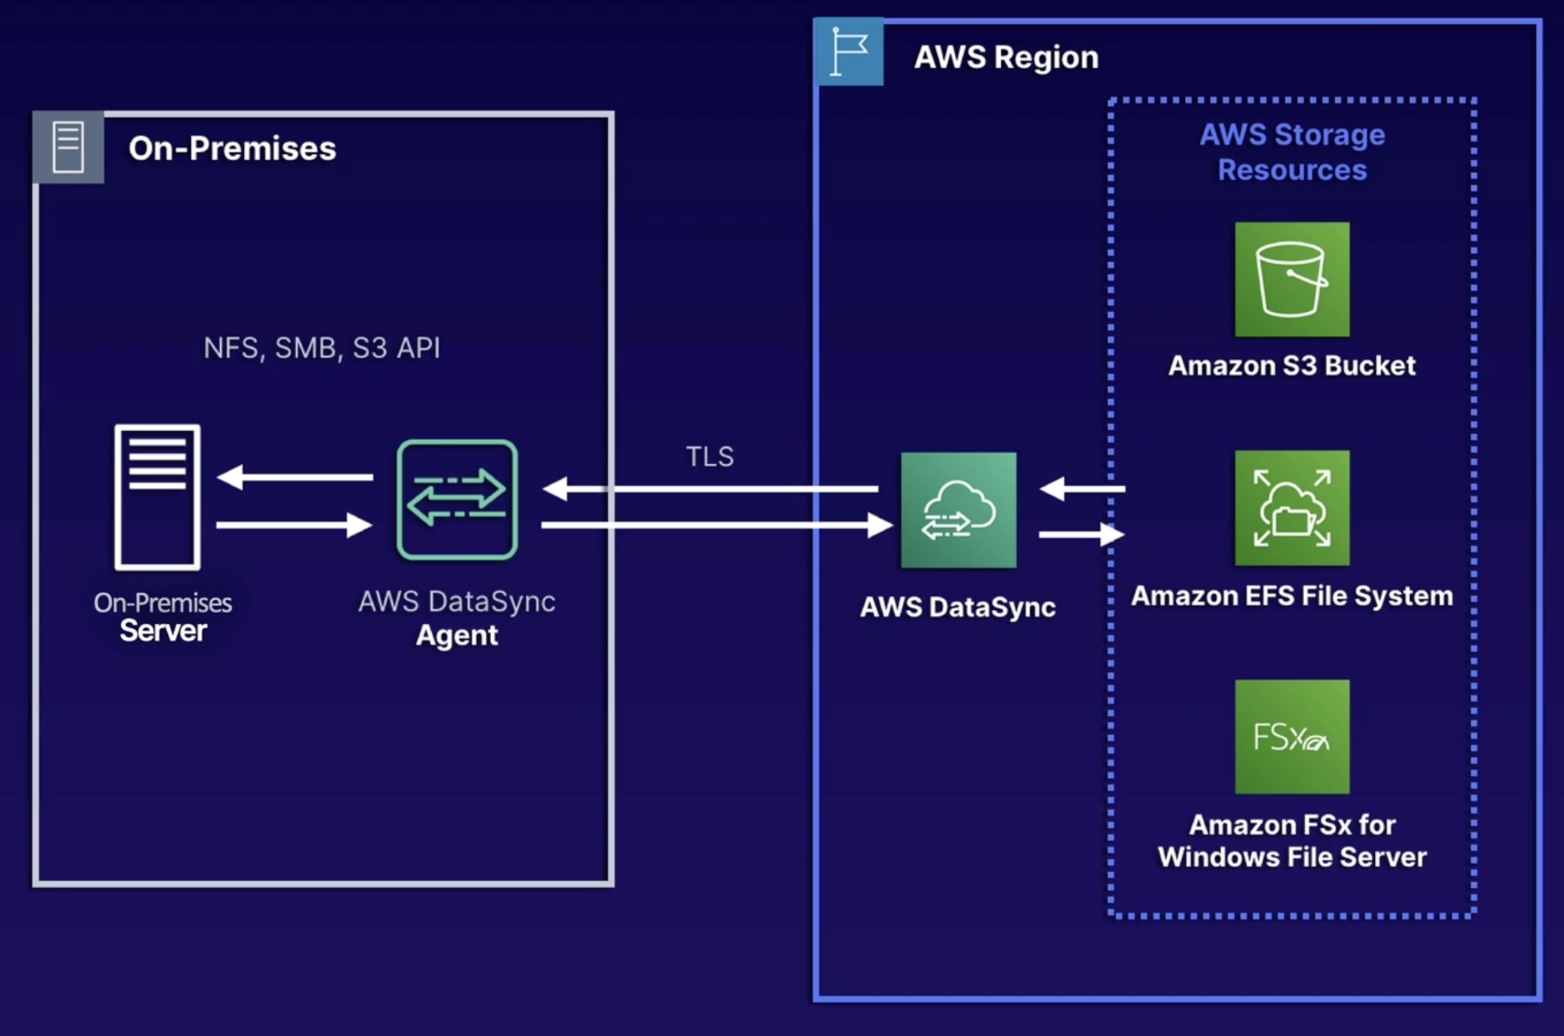 AWS Region
On-Premises
AWS Storage
Resources
Amazon S3 Bucket
NFS, SMB, S3 API
TLS
On-Premises
Server
AWS DataSync
Agent
AWS DataSync
Amazon EFS File System
FSx
Amazon FSx for
Windows File Server